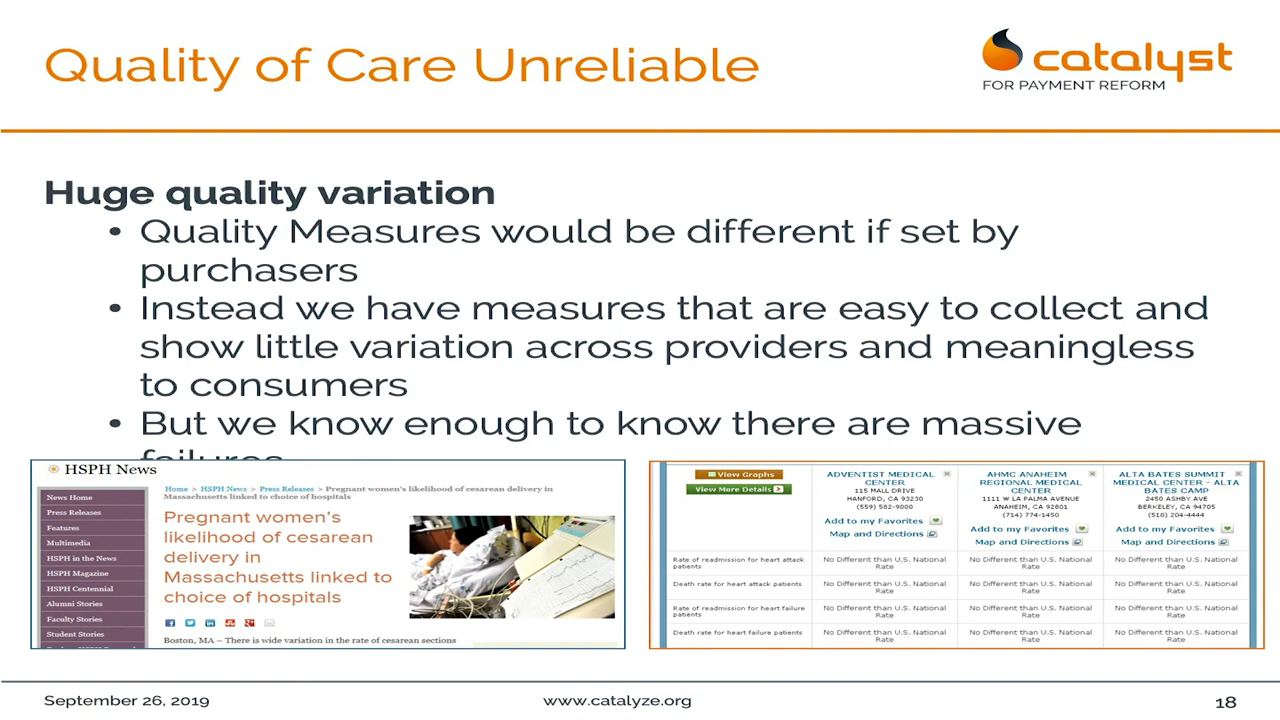 Quality of Care Unreliable
catalyst
FOR PAYMENT REFORM
Huge quality variation
• Quality Measures would be different if set by
purchasers
• Instead we have measures that are easy to collect and
show little variation across providers and meaningless
to consumers
• But we know enough to know there are massive
failures
HSPH News
News Home
Press Releases
Features
Multimedia
HSPH in the News
HSPH Magazine
HSPH Centennial
Alumni Stories
Faculty Stories
Student Stories
Home > HSPH News > Press Releases > Pregnant women's likelihood of cesarean delivery in
Massachusetts linked to choice of hospitals
Pregnant women's
likelihood of cesarean
delivery in
Massachusetts linked to
choice of hospitals
Boston, MA – There is wide variation in the rate of cesarean sections
View Graphs
View More Details
ADVENTIST MEDICAL
CENTER
115 MALL DRIVE
HANFORD, CA 93230
(559) 582-9000
Add to my Favorites
Map and Directions
AHMC ANAHEIM
REGIONAL MEDICAL
CENTER
1111 W LA PALMA AVENUE
ANAHEIM, CA 92801
(714) 774-1450
Add to my Favorites
Map and Directions
ALTA BATES SUMMIT
MEDICAL CENTER - ALTA
BATES CAMP
2450 ASHBY AVE
BERKELEY, CA 94705
(510) 204-4444
Add to my Favorites
Map and Directions
Rate of readmission for heart attack
patients
No Different than U.S. National
Rate
No Different than U.S. National
Rate
No Different than U.S. National
Rate
Death rate for heart attack patients
No Different than U.S. National
Rate
No Different than U.S. National
Rate
No Different than U.S. National
Rate
Rate of readmission for heart failure
patients
No Different than U.S. National
Rate
No Different than U.S. National
Rate
No Different than U.S. National
Rate
Death rate for heart failure patients
No Different than U.S. National
Rate
No Different than U.S. National
Rate
No Different than U.S. National
Rate
September 26, 2019
www.catalyze.org
18